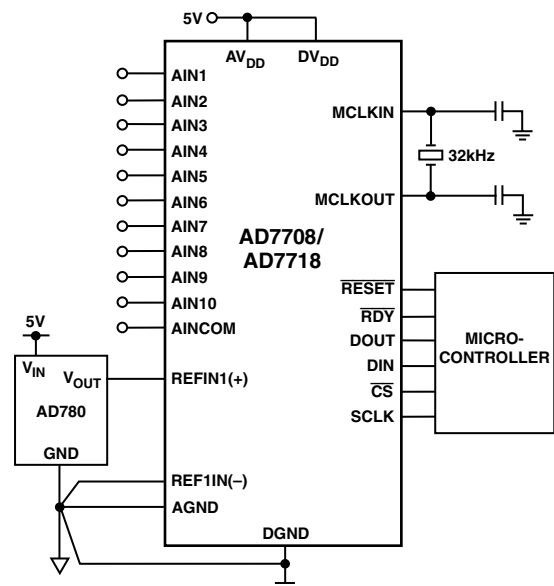 5V
AVDD
DVDD
AIN1
AIN2
AIN3
AIN4
AIN5
AIN6
AIN7
AIN8
AIN9
AIN10
AINCOM
MCLKIN
32kHz
MCLKOUT
AD7708/
AD7718
RESET
RDY
DOUT
DIN
CS
SCLK
MICRO-
CONTROLLER
5V
VIN
VOUT
AD780
GND
REFIN1(+)
REF1IN(–)
AGND
DGND